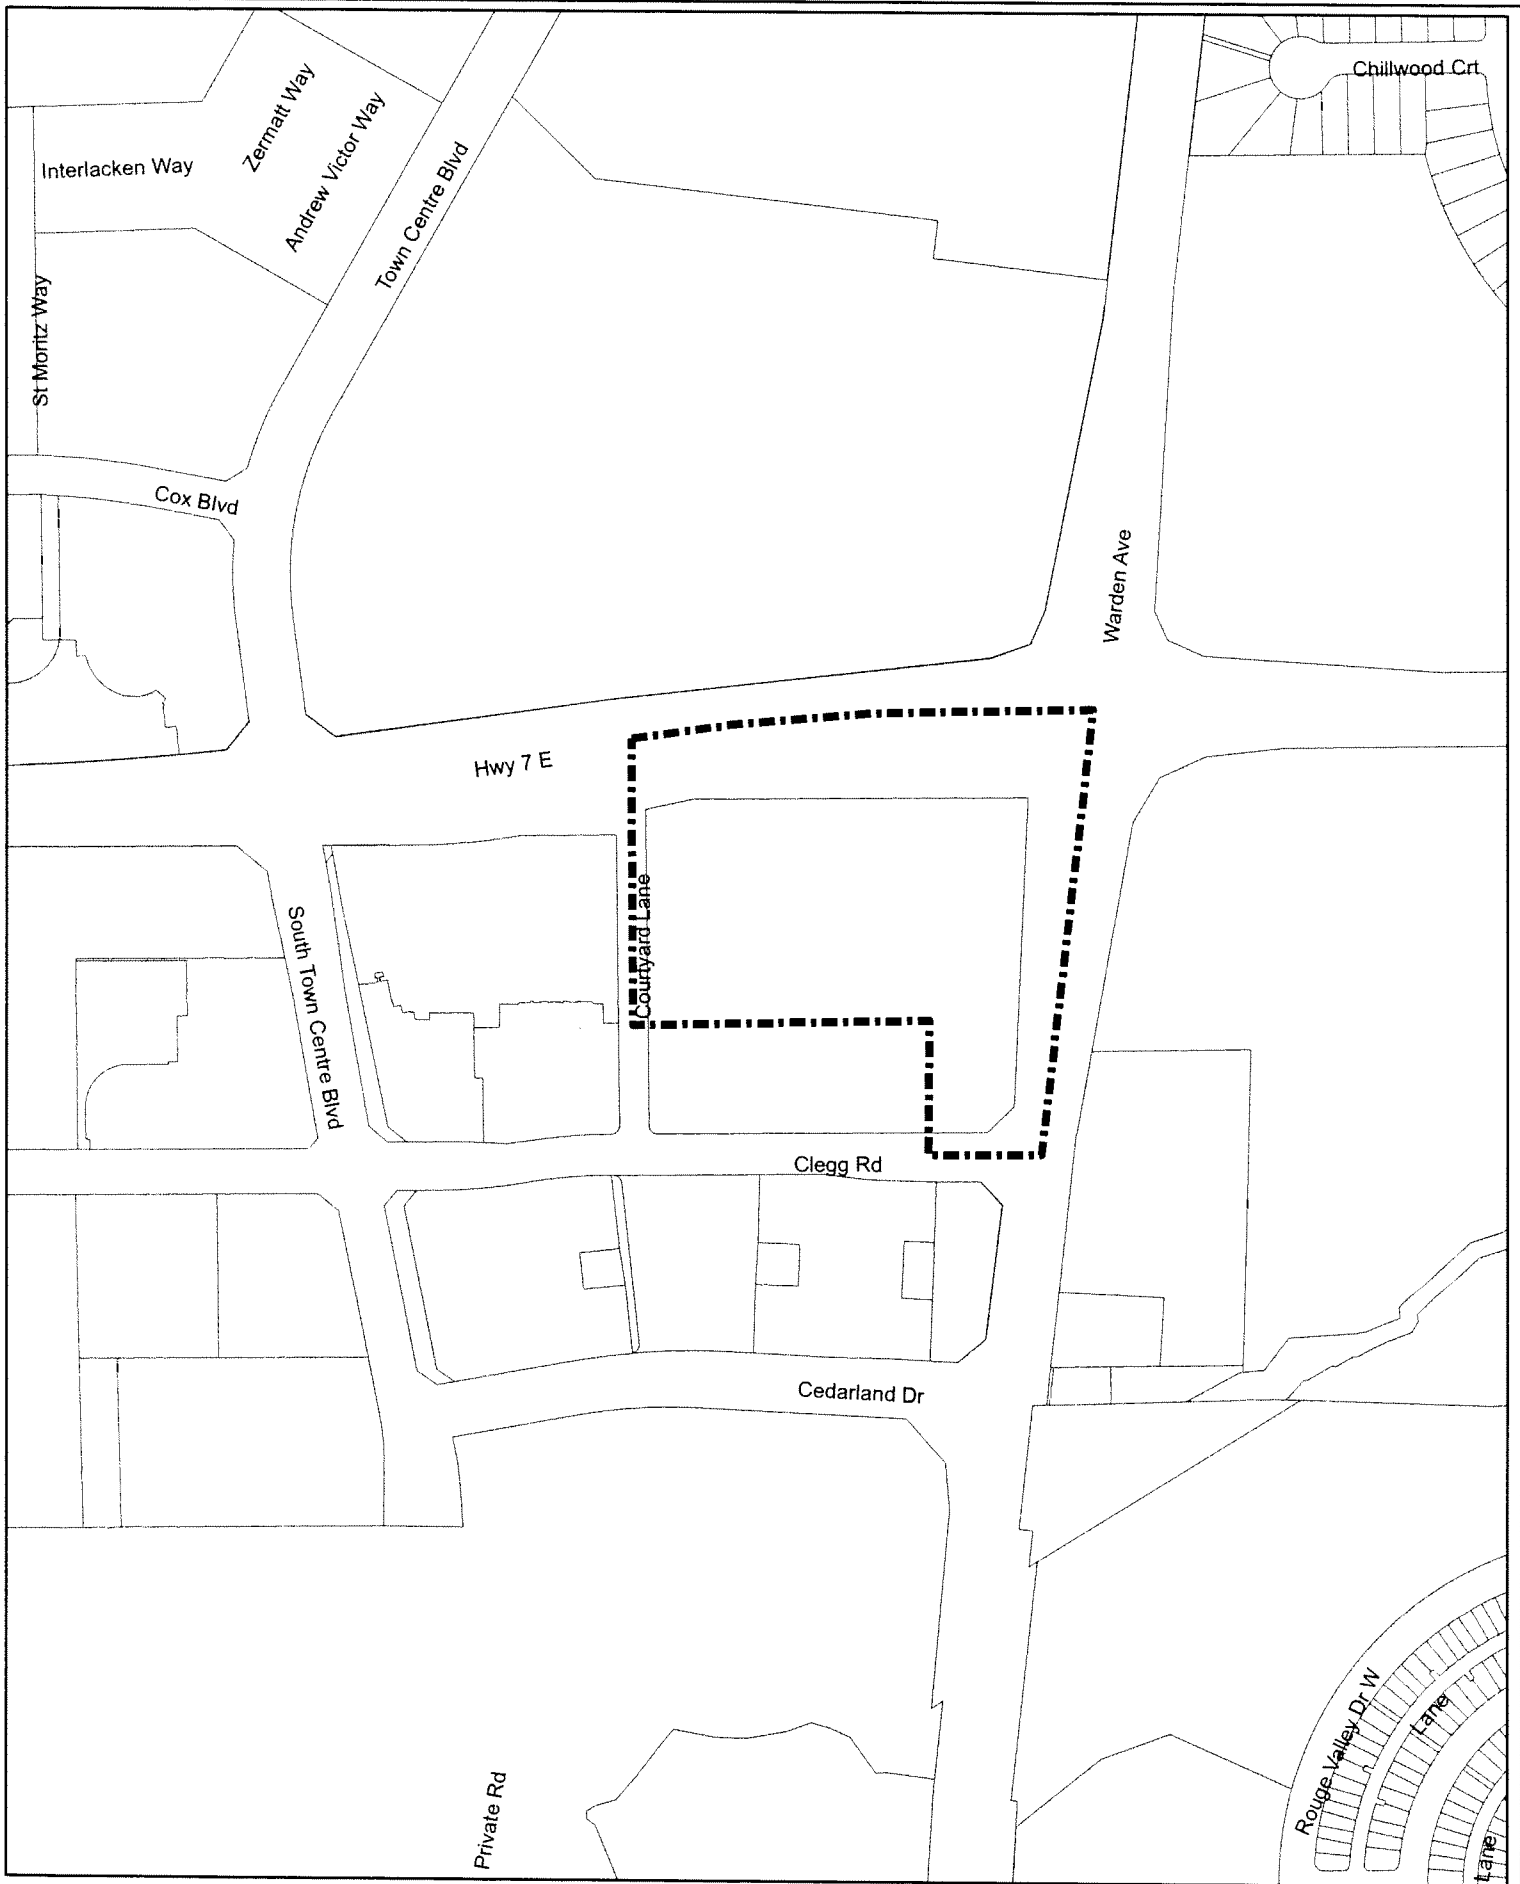 Chillwood Crt
Zermatt Way
Andrew Victor Way
Interlacken Way
Town Centre Blvd
St Moritz Way
Cox Blvd
Warden Ave
Hwy 7 E
Courtyard Lane
South Town Centre Blvd
Clegg Rd
Cedarland Dr
Rouge Valley Dr W
Lane
Private Rd
Lane